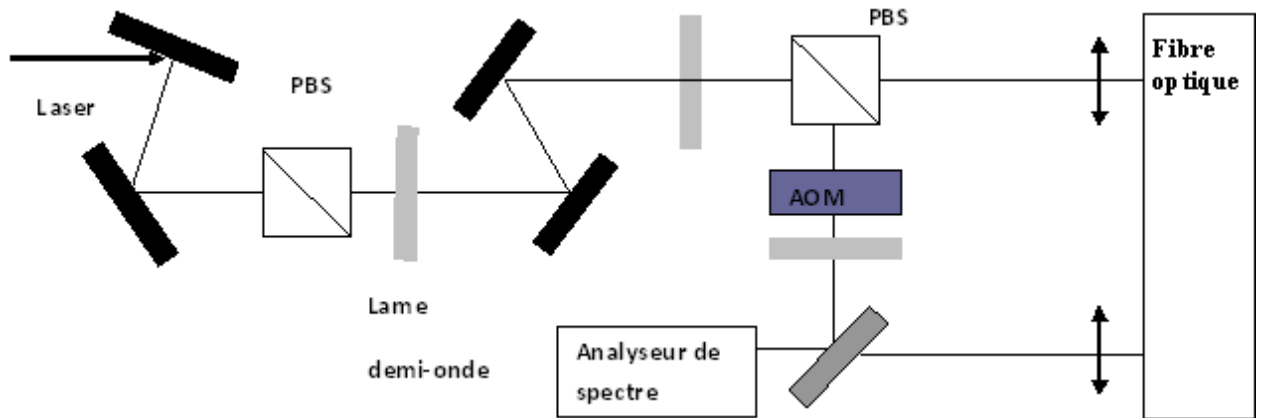 PBS
Fibre
optique
PBS
Laser
AOM
Lame
demi-onde
Analyseur de
spectre